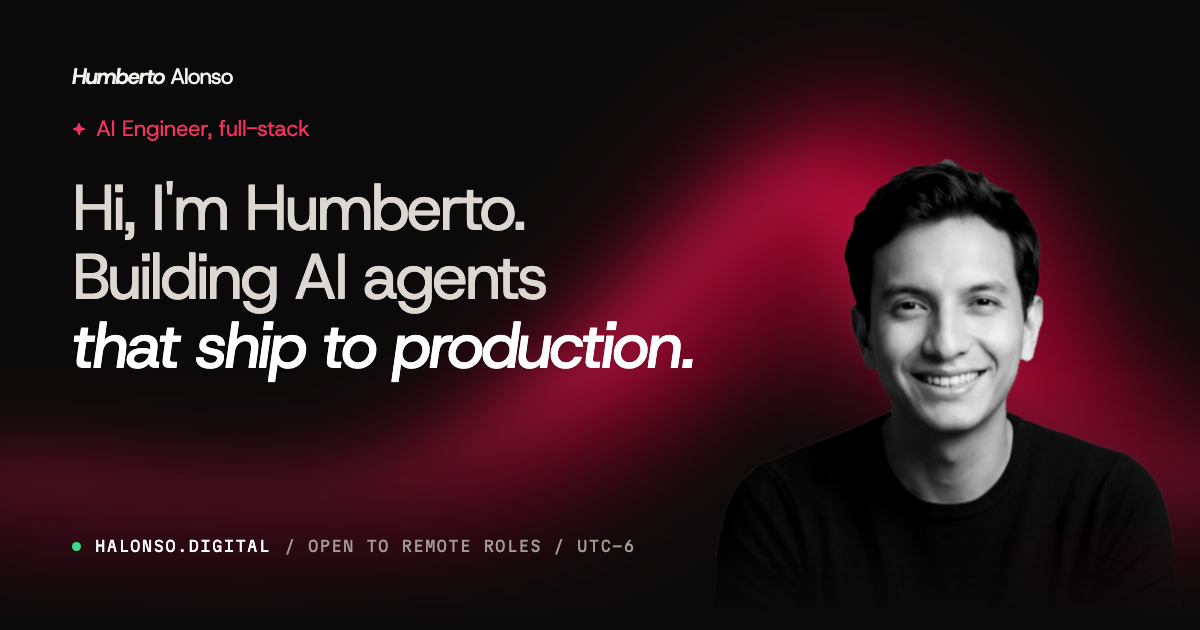 Humberto Alonso
AI Engineer, full-stack
Hi, I'm Humberto.
Building AI agents
that ship to production.
HALONSO.DIGITAL / OPEN TO REMOTE ROLES / UTC-6